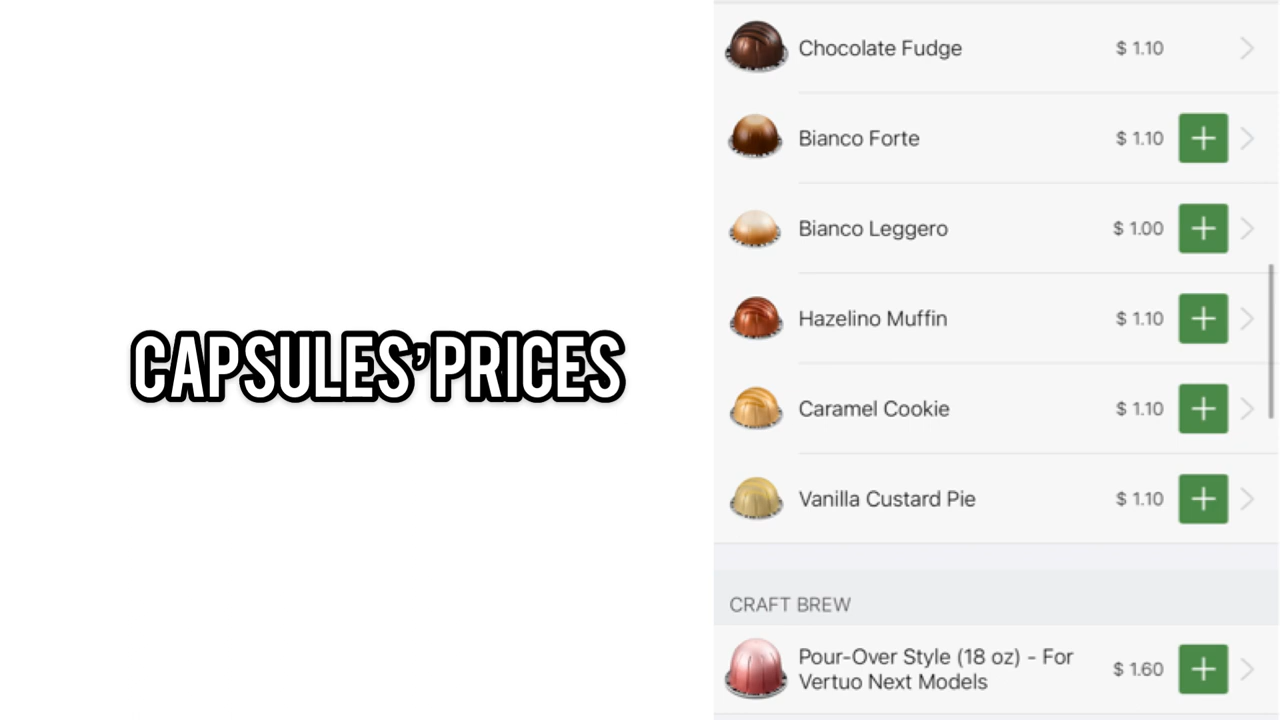 CAPSULES' PRICES
Chocolate Fudge $ 1.10
Bianco Forte $ 1.10
Bianco Leggero $ 1.00
Hazelino Muffin $ 1.10
Caramel Cookie $ 1.10
Vanilla Custard Pie $ 1.10
CRAFT BREW
Pour-Over Style (18 oz) - For
Vertuo Next Models $ 1.60